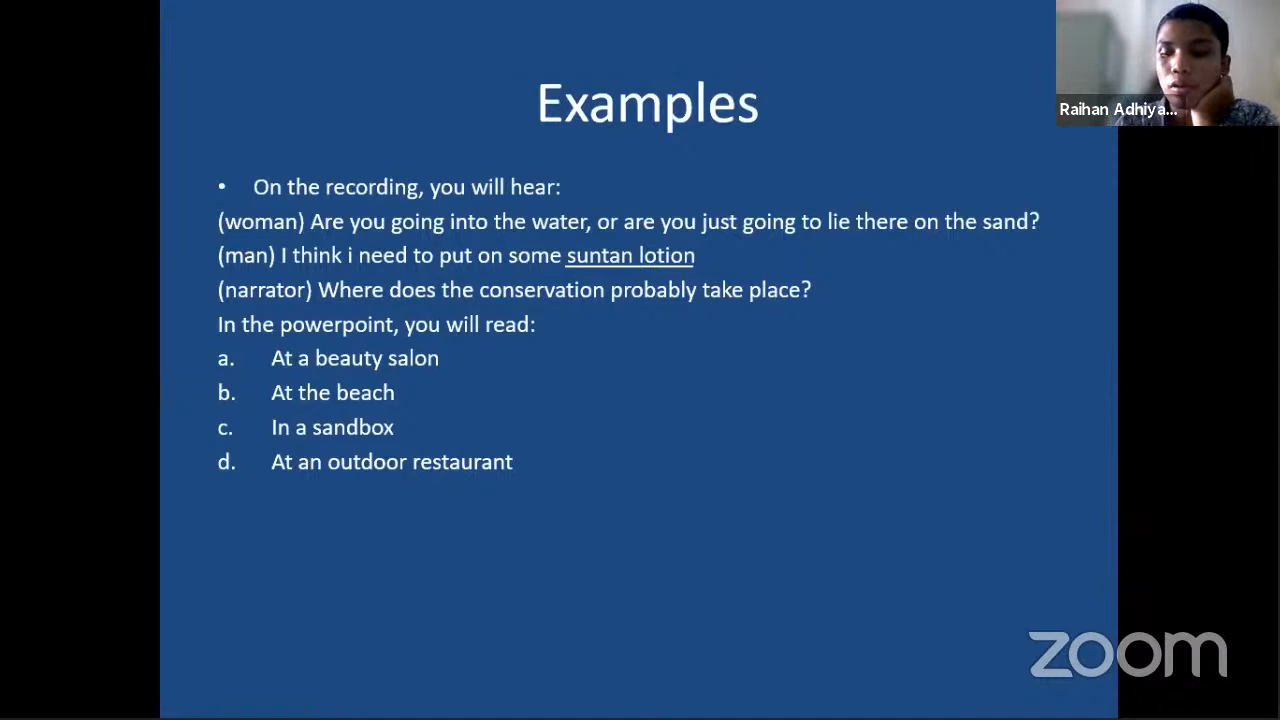 Examples
Raihan Adhiya...
• On the recording, you will hear:
(woman) Are you going into the water, or are you just going to lie there on the sand?
(man) I think i need to put on some suntan lotion
(narrator) Where does the conservation probably take place?
In the powerpoint, you will read:
a. At a beauty salon
b. At the beach
c. In a sandbox
d. At an outdoor restaurant
zoom